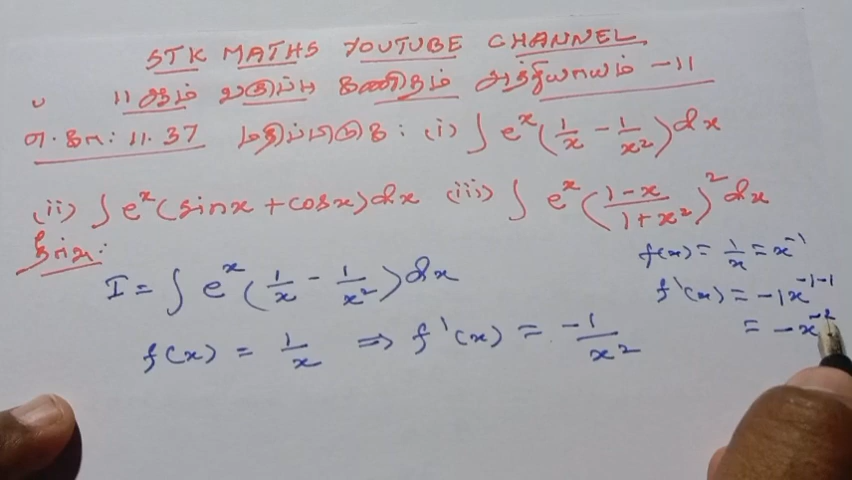 STK MATHS YOUTUBE CHANNEL
11 ஆம் வகுப்பு கணிதம் அத்தியாயம் - 11
எ.கா: 11.37 மதிப்பிடுக: (i) ∫ eˣ (1/x − 1/x²) dx
(ii) ∫ eˣ (sinx + cosx) dx (iii) ∫ eˣ ((1−x)/(1+x²))² dx
தீர்வு:
I = ∫ eˣ (1/x − 1/x²) dx
f(x) = 1/x ⇒ f'(x) = −1/x²
f(x) = 1/x = x⁻¹
f'(x) = −1x⁻¹⁻¹
= −x⁻²